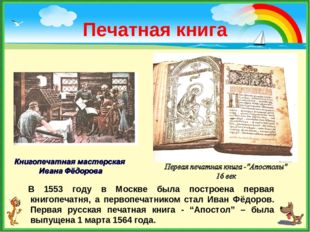 Печатная книга
Книгопечатная мастерская
Ивана Фёдорова
Первая печатная книга -"Апостолы"
16 век
В 1553 году в Москве была построена первая
книгопечатня, а первопечатником стал Иван Фёдоров.
Первая русская печатная книга - “Апостол” – была
выпущена 1 марта 1564 года.